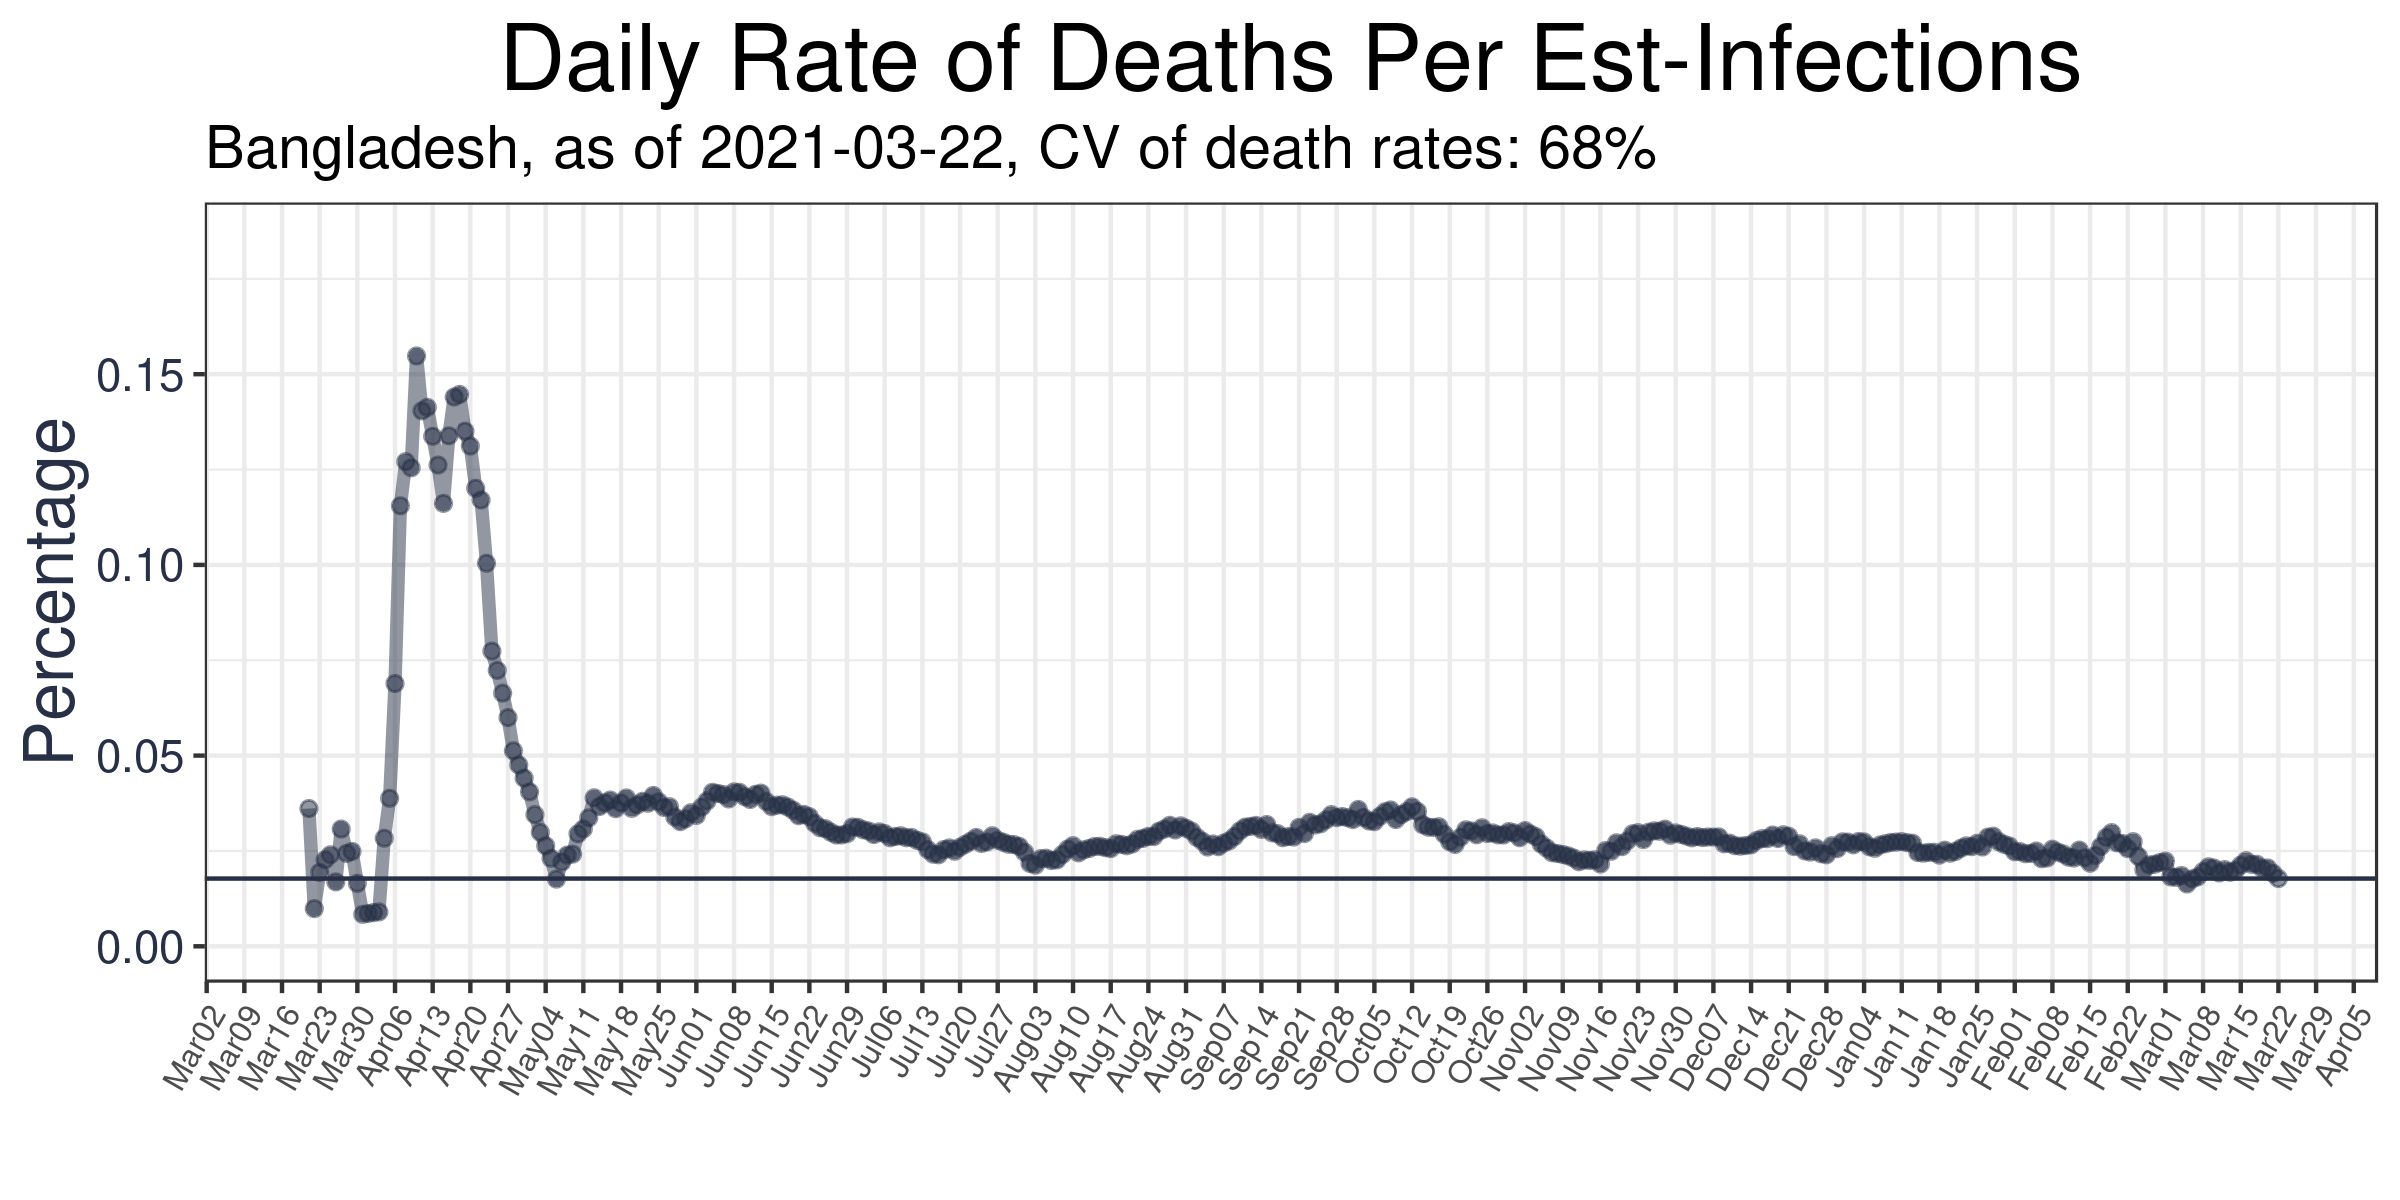 Daily Rate of Deaths Per Est-Infections
Bangladesh, as of 2021-03-22, CV of death rates: 68%
Percentage
0.15
0.10
0.05
0.00
Mar02
Mar09
Mar16
Mar23
Mar30
Apr06
Apr13
Apr20
Apr27
May04
May11
May18
May25
Jun01
Jun08
Jun15
Jun22
Jun29
Jul06
Jul13
Jul20
Jul27
Aug03
Aug10
Aug17
Aug24
Aug31
Sep07
Sep14
Sep21
Sep28
Oct05
Oct12
Oct19
Oct26
Nov02
Nov09
Nov16
Nov23
Nov30
Dec07
Dec14
Dec21
Dec28
Jan04
Jan11
Jan18
Jan25
Feb01
Feb08
Feb15
Feb22
Mar01
Mar08
Mar15
Mar22
Mar29
Apr05